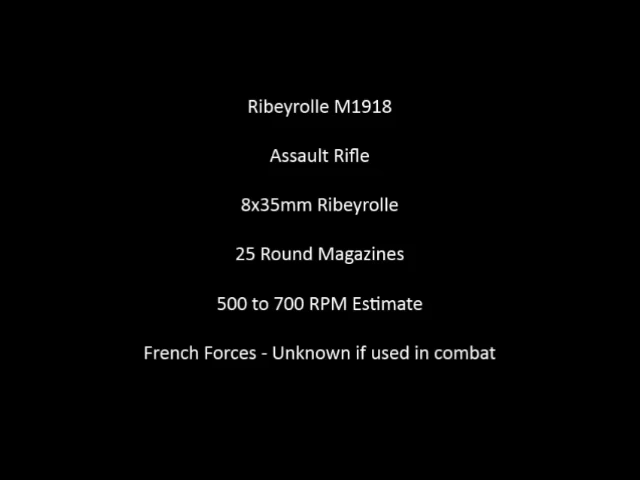 Ribeyrolle M1918
Assault Rifle
8x35mm Ribeyrolle
25 Round Magazines
500 to 700 RPM Estimate
French Forces - Unknown if used in combat